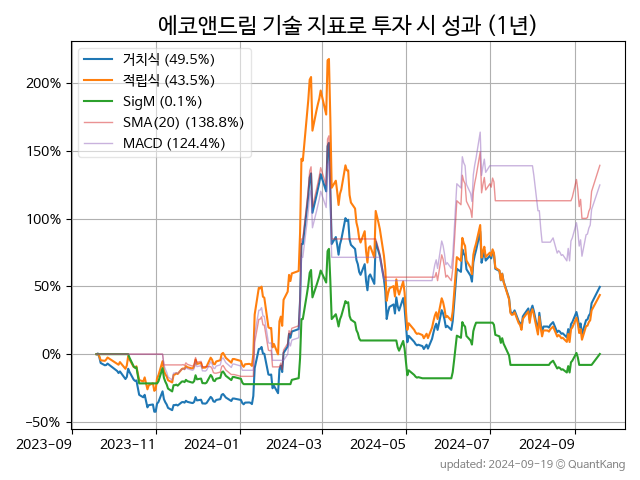 에코앤드림 기술 지표로 투자 시 성과 (1년)
거치식 (49.5%)
적립식 (43.5%)
SigM (0.1%)
SMA(20) (138.8%)
MACD (124.4%)
200%
150%
100%
50%
0%
−50%
2023-09 2023-11 2024-01 2024-03 2024-05 2024-07 2024-09
updated: 2024-09-19 © QuantKang